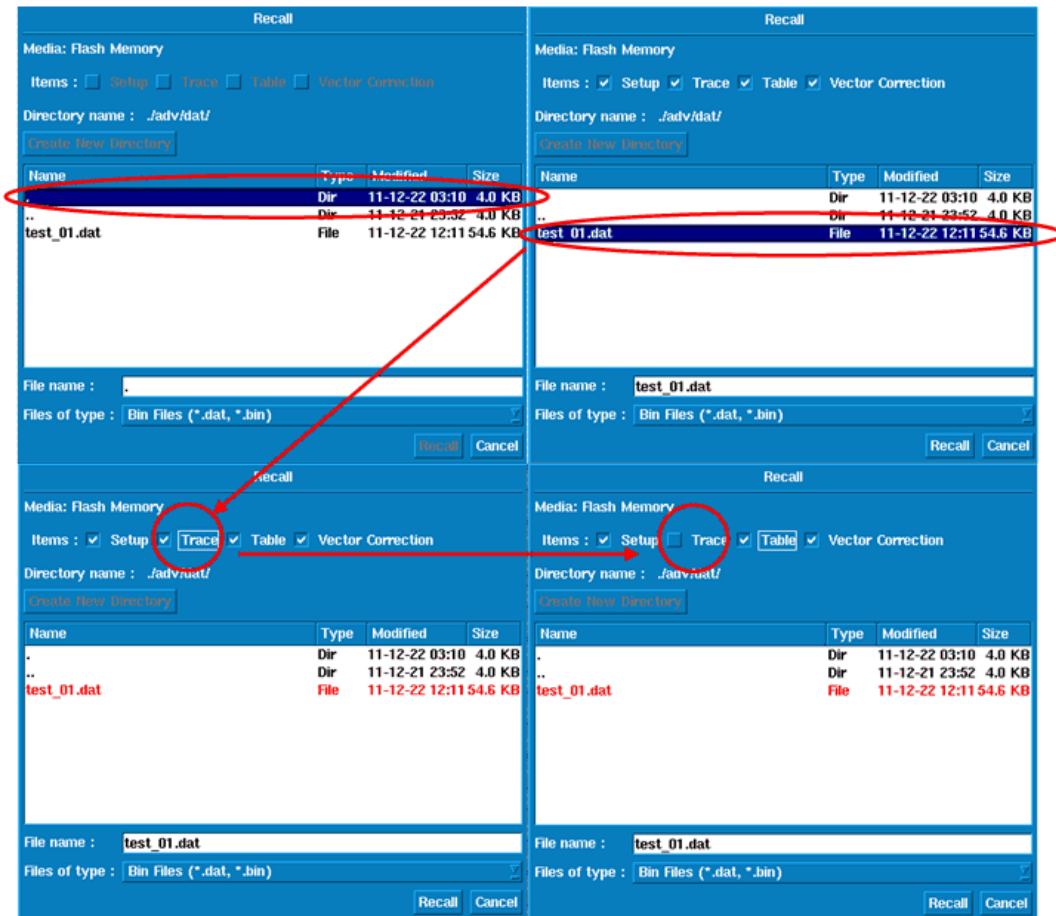 Recall
Media: Flash Memory
Items : Setup Trace Table Vector Correction
Directory name : ./adv/dat/
Create New Directory
Name Type Modified Size
. Dir 11-12-22 03:10 4.0 KB
.. Dir 11-12-21 23:52 4.0 KB
test_01.dat File 11-12-22 12:11 54.6 KB
File name : .
Files of type : Bin Files (*.dat, *.bin)
Recall Cancel
Recall
Media: Flash Memory
Items : Setup Trace Table Vector Correction
Directory name : ./adv/dat/
Create New Directory
Name Type Modified Size
. Dir 11-12-22 03:10 4.0 KB
.. Dir 11-12-21 23:52 4.0 KB
test_01.dat File 11-12-22 12:11 54.6 KB
File name : test_01.dat
Files of type : Bin Files (*.dat, *.bin)
Recall Cancel
Recall
Media: Flash Memory
Items : Setup Trace Table Vector Correction
Directory name : ./adv/dat/
Create New Directory
Name Type Modified Size
. Dir 11-12-22 03:10 4.0 KB
.. Dir 11-12-21 23:52 4.0 KB
test_01.dat File 11-12-22 12:11 54.6 KB
File name : test_01.dat
Files of type : Bin Files (*.dat, *.bin)
Recall Cancel
Recall
Media: Flash Memory
Items : Setup Trace Table Vector Correction
Directory name : ./adv/dat/
Create New Directory
Name Type Modified Size
. Dir 11-12-22 03:10 4.0 KB
.. Dir 11-12-21 23:52 4.0 KB
test_01.dat File 11-12-22 12:11 54.6 KB
File name : test_01.dat
Files of type : Bin Files (*.dat, *.bin)
Recall Cancel